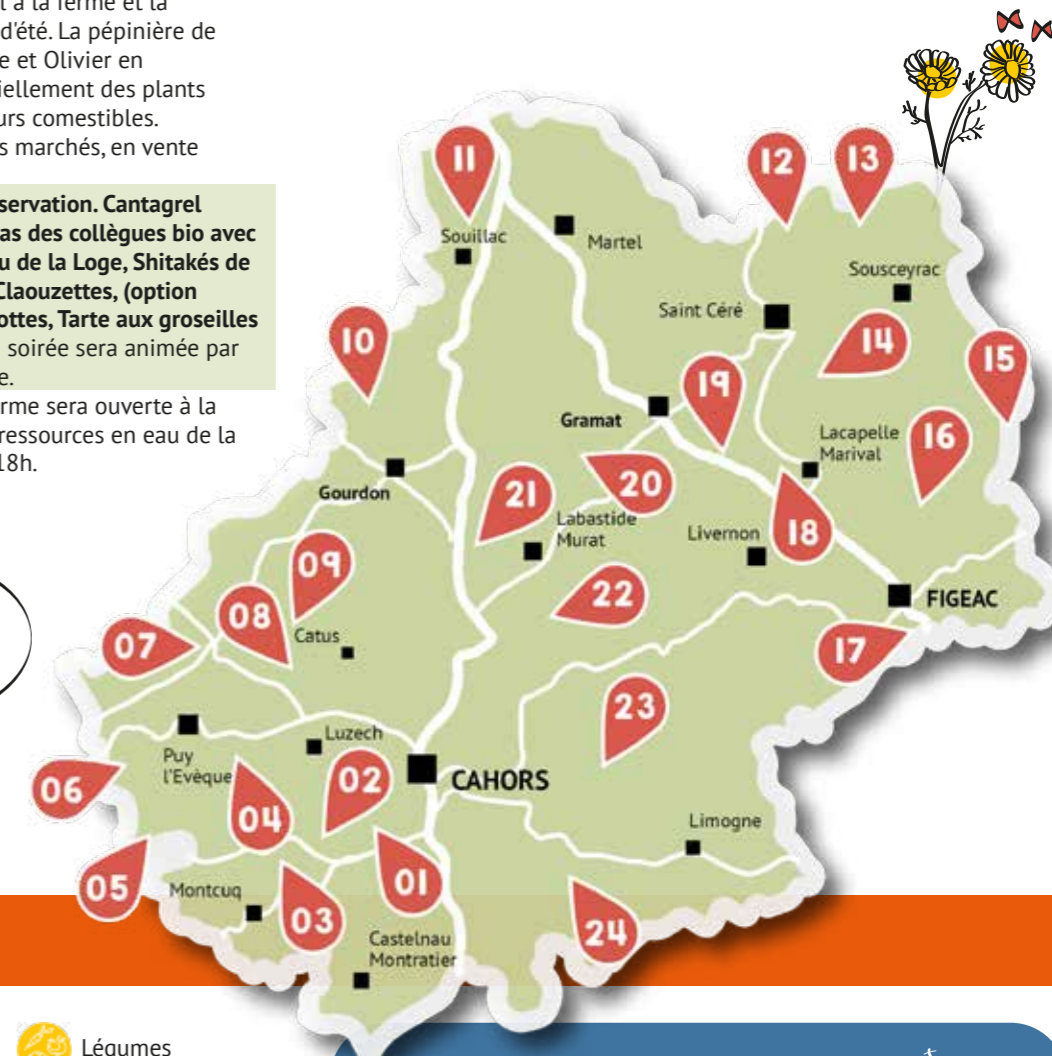 t à la ferme et la
d'été. La pépinière de
e et Olivier en
iellement des plants
urs comestibles.
s marchés, en vente
servation. Cantagrel
as des collègues bio avec
u de la Loge, Shitakés de
Claouzettes, (option
ottes, Tarte aux groseilles
soirée sera animée par
e.
erme sera ouverte à la
ressources en eau de la
18h.
11
12
13
Souillac
Martel
Sousceyrac
Saint Céré
10
14
15
19
Gramat
Lacapelle
Marival
16
Gourdon
21
20
Labastide
Murat
Livernon
18
09
22
FIGEAC
08
Catus
07
17
23
Luzech
Puy
l'Evèque
02
CAHORS
06
04
Limogne
05
Montcuq
01
03
24
Castelnau
Montratier
Légumes